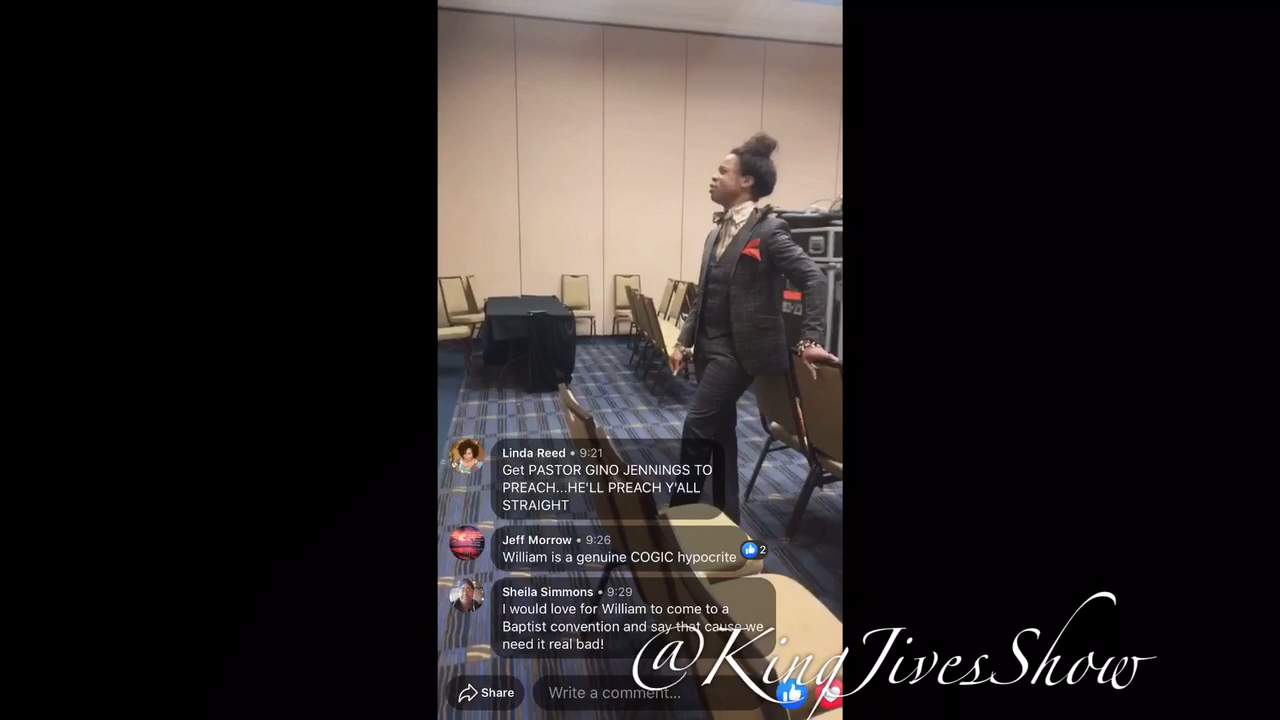 Linda Reed • 9:21
Get PASTOR GINO JENNINGS TO
PREACH...HE'LL PREACH Y'ALL
STRAIGHT
Jeff Morrow • 9:26
William is a genuine COGIC hypocrite
2
Sheila Simmons • 9:29
I would love for William to come to a
Baptist convention and say that cause we
need it real bad!
@KingJivesShow
Share
Write a comment...